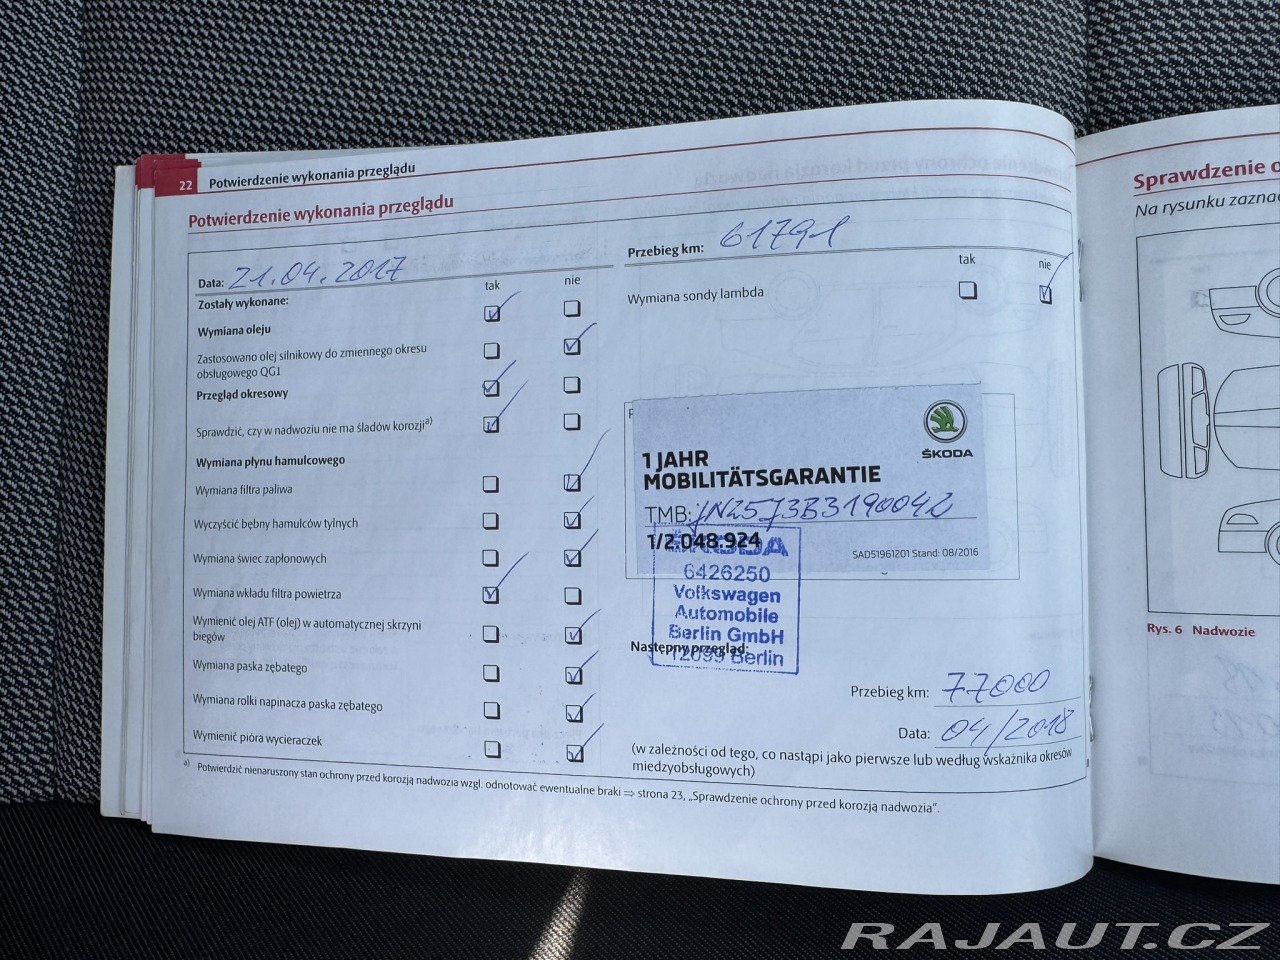 22 Potwierdzenie wykonania przeglądu
Potwierdzenie wykonania przeglądu
Data: 21.04.2017
tak nie
Zostały wykonane:
Wymiana oleju
Zastosowano olej silnikowy do zmiennego okresu
obsługowego QG1
Przegląd okresowy
Sprawdzić, czy w nadwoziu nie ma śladów korozji a)
Wymiana płynu hamulcowego
Wymiana filtra paliwa
Wyczyścić bębny hamulców tylnych
Wymiana świec zapłonowych
Wymiana wkładu filtra powietrza
Wymienić olej ATF (olej) w automatycznej skrzyni
biegów
Wymiana paska zębatego
Wymiana rolki napinacza paska zębatego
Wymienić pióra wycieraczek
Przebieg km: 61791
tak nie
Wymiana sondy lambda
ŠKODA
1 JAHR
MOBILITÄTSGARANTIE
TMB: JN25J3B3190042
1/2.048.924
SAD51961201 Stand: 08/2016
ŠKODA
6426250
Volkswagen
Automobile
Berlin GmbH
12099 Berlin
Następny przegląd:
Przebieg km: 77000
Data: 04/2018
(w zależności od tego, co nastąpi jako pierwsze lub według wskaźnika okresów
miedzyobsługowych)
a) Potwierdzić nienaruszony stan ochrony przed korozją nadwozia wzgl. odnotować ewentualne braki ⇒ strona 23, „Sprawdzenie ochrony przed korozją nadwozia".
Sprawdzenie o
Na rysunku zaznac
Rys. 6 Nadwozie
RAJAUT.CZ